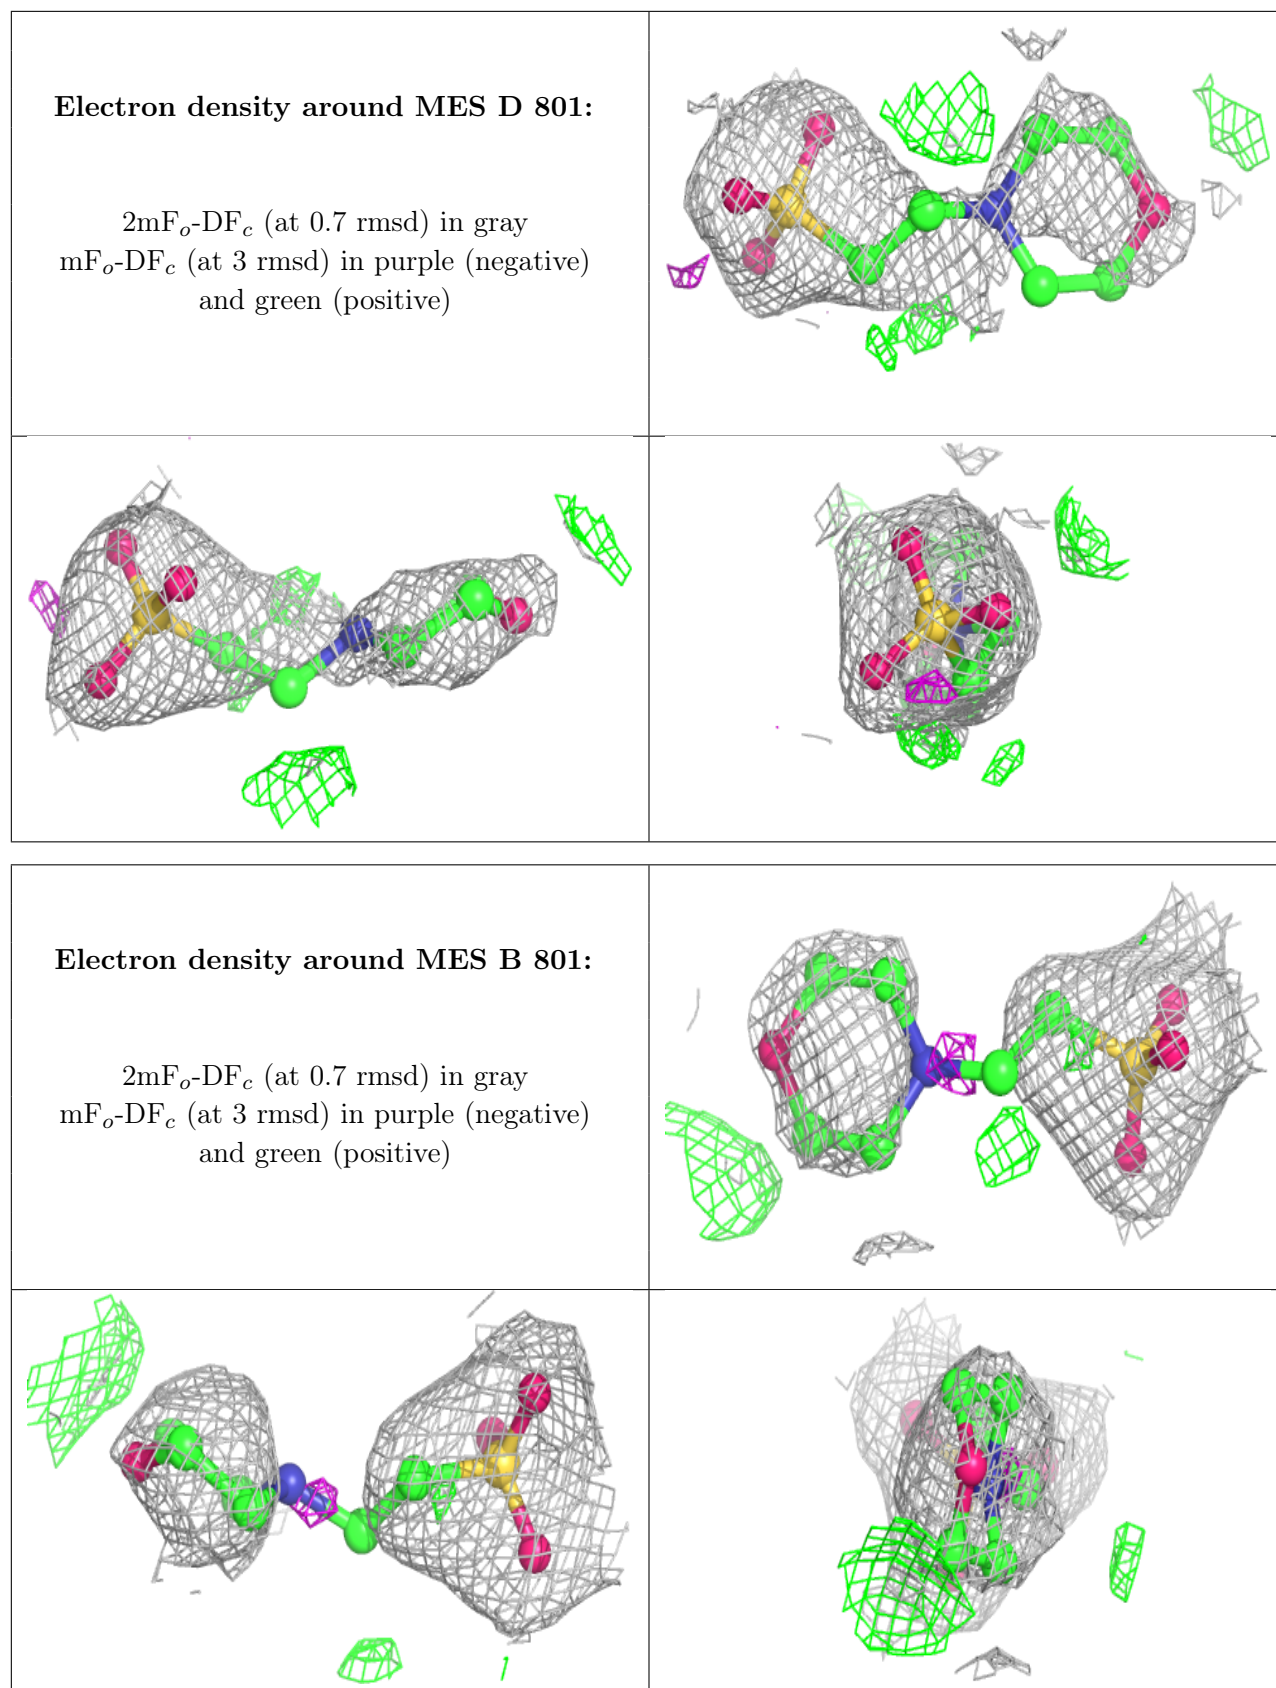 Electron density around MES D 801:
2mFo-DFc (at 0.7 rmsd) in gray
mFo-DFc (at 3 rmsd) in purple (negative)
and green (positive)
Electron density around MES B 801:
2mFo-DFc (at 0.7 rmsd) in gray
mFo-DFc (at 3 rmsd) in purple (negative)
and green (positive)